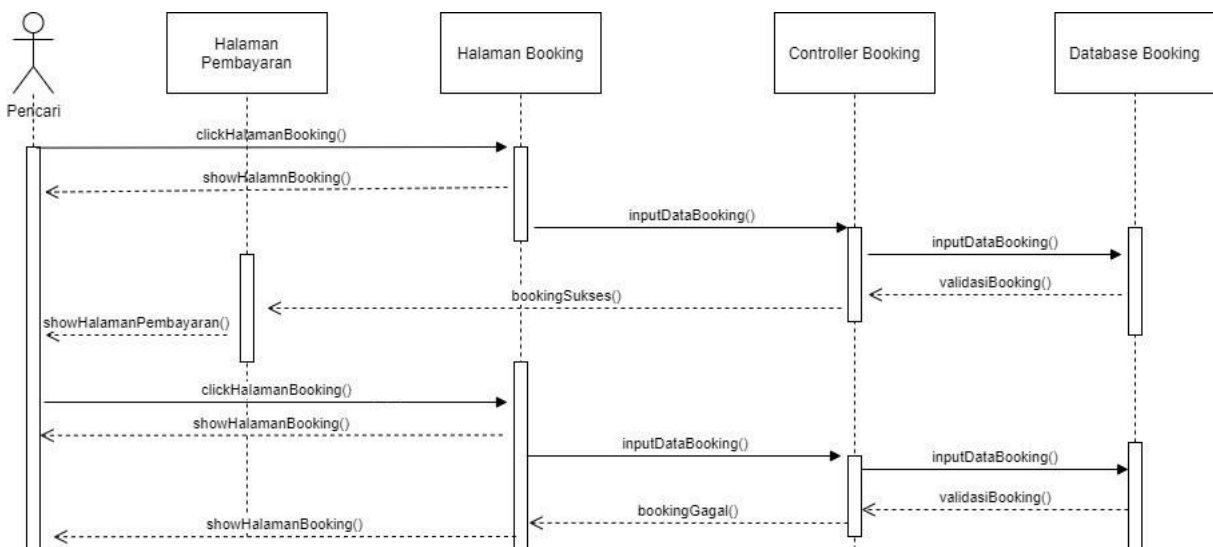 Halaman
Pembayaran
Halaman Booking
Controller Booking
Database Booking
Pencari
clickHalamanBooking()
showHalamnBooking()
inputDataBooking()
inputDataBooking()
validasiBooking()
bookingSukses()
showHalamanPembayaran()
clickHalamanBooking()
showHalamanBooking()
inputDataBooking()
inputDataBooking()
validasiBooking()
bookingGagal()
showHalamanBooking()